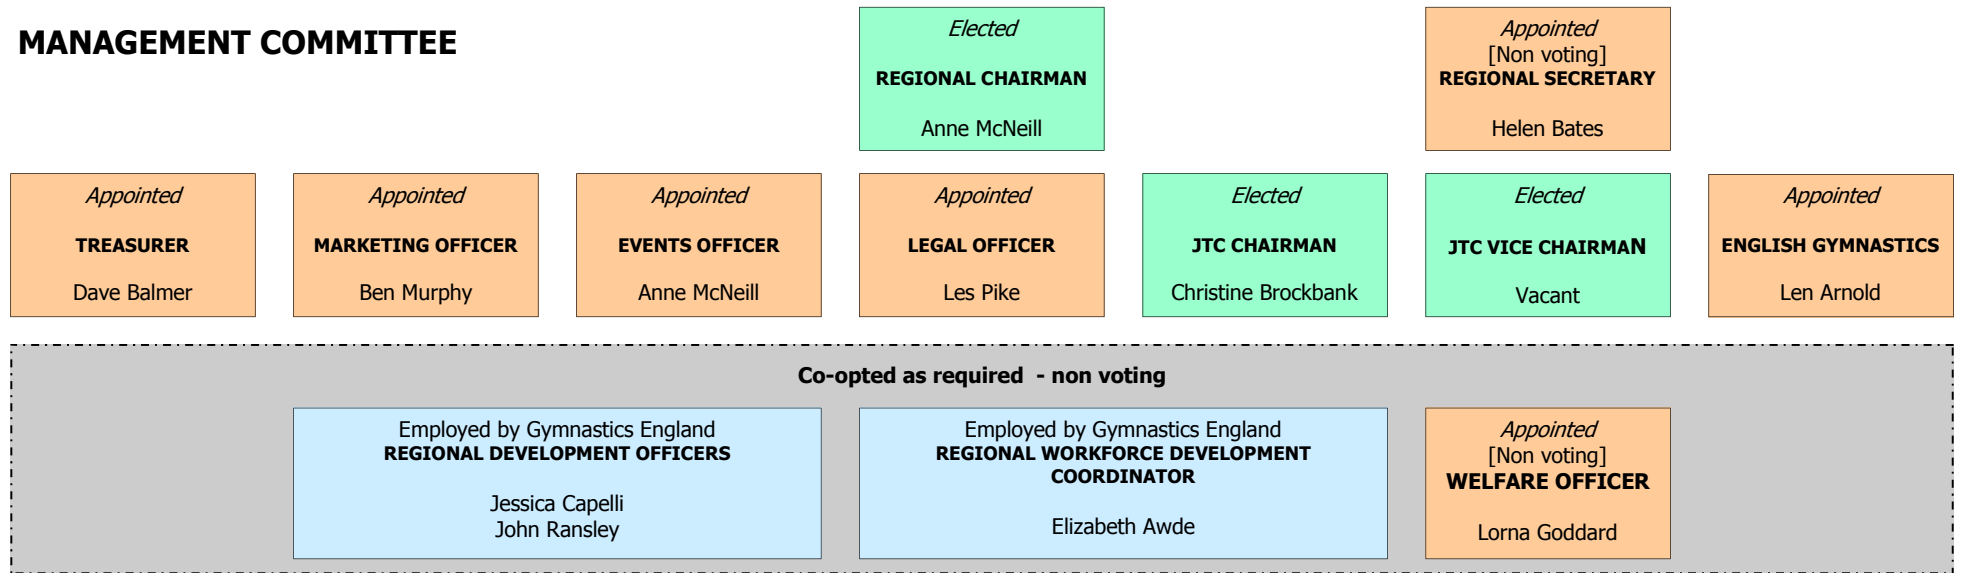 MANAGEMENT COMMITTEE
Elected
REGIONAL CHAIRMAN
Anne McNeill
Appointed
[Non voting]
REGIONAL SECRETARY
Helen Bates
Appointed
TREASURER
Dave Balmer
Appointed
MARKETING OFFICER
Ben Murphy
Appointed
EVENTS OFFICER
Anne McNeill
Appointed
LEGAL OFFICER
Les Pike
Elected
JTC CHAIRMAN
Christine Brockbank
Elected
JTC VICE CHAIRMAN
Vacant
Appointed
ENGLISH GYMNASTICS
Len Arnold
Co-opted as required  - non voting
Employed by Gymnastics England
REGIONAL DEVELOPMENT OFFICERS
Jessica Capelli
John Ransley
Employed by Gymnastics England
REGIONAL WORKFORCE DEVELOPMENT
COORDINATOR
Elizabeth Awde
Appointed
[Non voting]
WELFARE OFFICER
Lorna Goddard